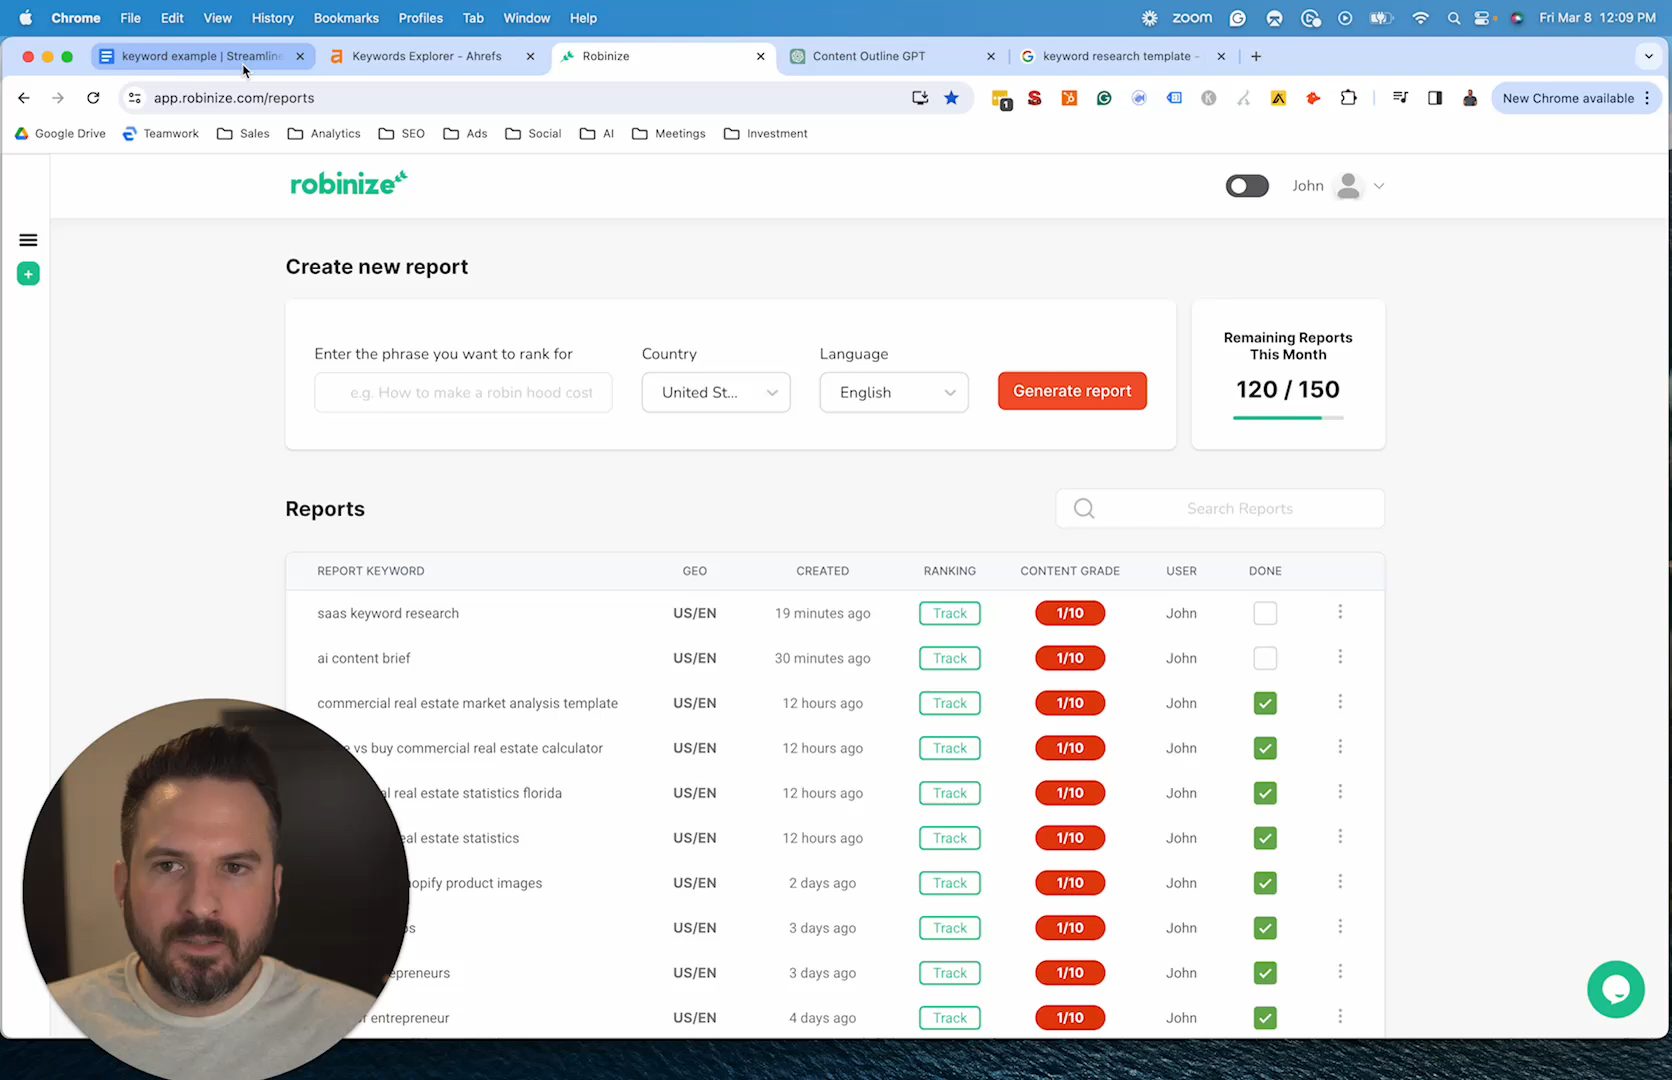 Chrome File Edit View History Bookmarks Profiles Tab Window Help zoom Fri Mar 8 12:09 PM
keyword example | Streamline Keywords Explorer - Ahrefs Robinize Content Outline GPT keyword research template -
app.robinize.com/reports 1 New Chrome available
Google Drive Teamwork Sales Analytics SEO Ads Social AI Meetings Investment
robinize
John
Create new report
Enter the phrase you want to rank for Country Language
e.g. How to make a robin hood cost United St... English Generate report
Remaining Reports
This Month
120 / 150
Reports Search Reports
REPORT KEYWORD GEO CREATED RANKING CONTENT GRADE USER DONE
saas keyword research US/EN 19 minutes ago Track 1/10 John
ai content brief US/EN 30 minutes ago Track 1/10 John
commercial real estate market analysis template US/EN 12 hours ago Track 1/10 John
vs buy commercial real estate calculator US/EN 12 hours ago Track 1/10 John
real estate statistics florida US/EN 12 hours ago Track 1/10 John
real estate statistics US/EN 12 hours ago Track 1/10 John
product images US/EN 2 days ago Track 1/10 John
US/EN 3 days ago Track 1/10 John
US/EN 3 days ago Track 1/10 John
entrepreneur US/EN 4 days ago Track 1/10 John